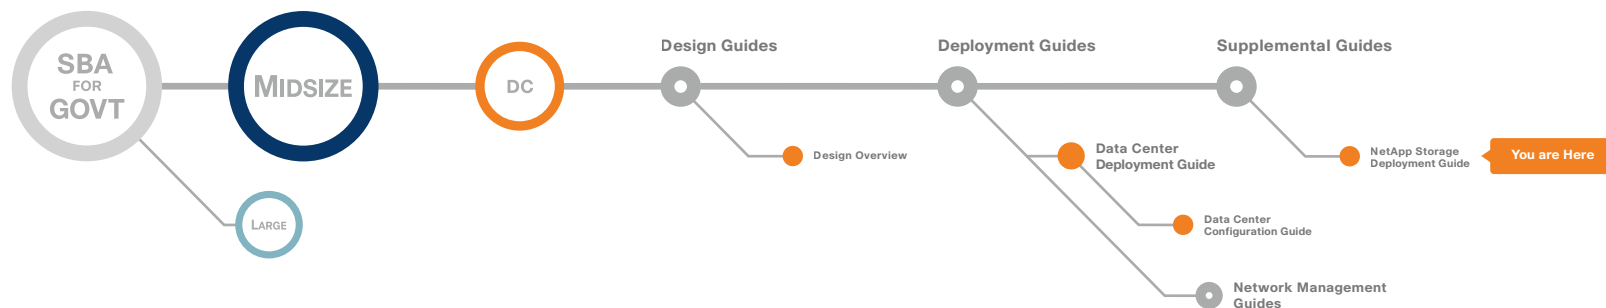 SBA
FOR
GOVT
MIDSIZE
DC
Design Guides
Deployment Guides
Supplemental Guides
Design Overview
Data Center
Deployment Guide
NetApp Storage
Deployment Guide
You are Here
LARGE
Data Center
Configuration Guide
Network Management
Guides